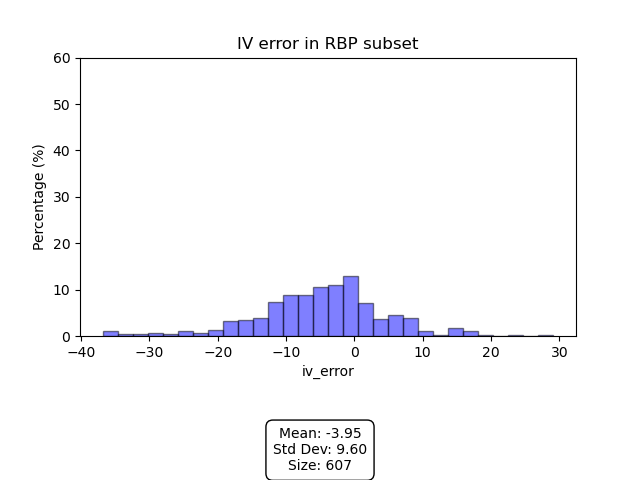 IV error in RBP subset
60
50
40
30
20
10
0
Percentage (%)
−40 −30 −20 −10 0 10 20 30
iv_error
Mean: -3.95
Std Dev: 9.60
Size: 607